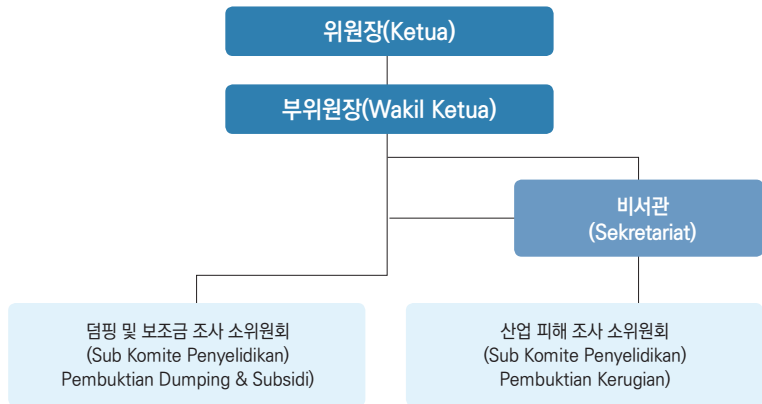 위원장(Ketua)
부위원장(Wakil Ketua)
비서관
(Sekretariat)
덤핑 및 보조금 조사 소위원회
(Sub Komite Penyelidikan)
Pembuktian Dumping & Subsidi)
산업 피해 조사 소위원회
(Sub Komite Penyelidikan)
Pembuktian Kerugian)